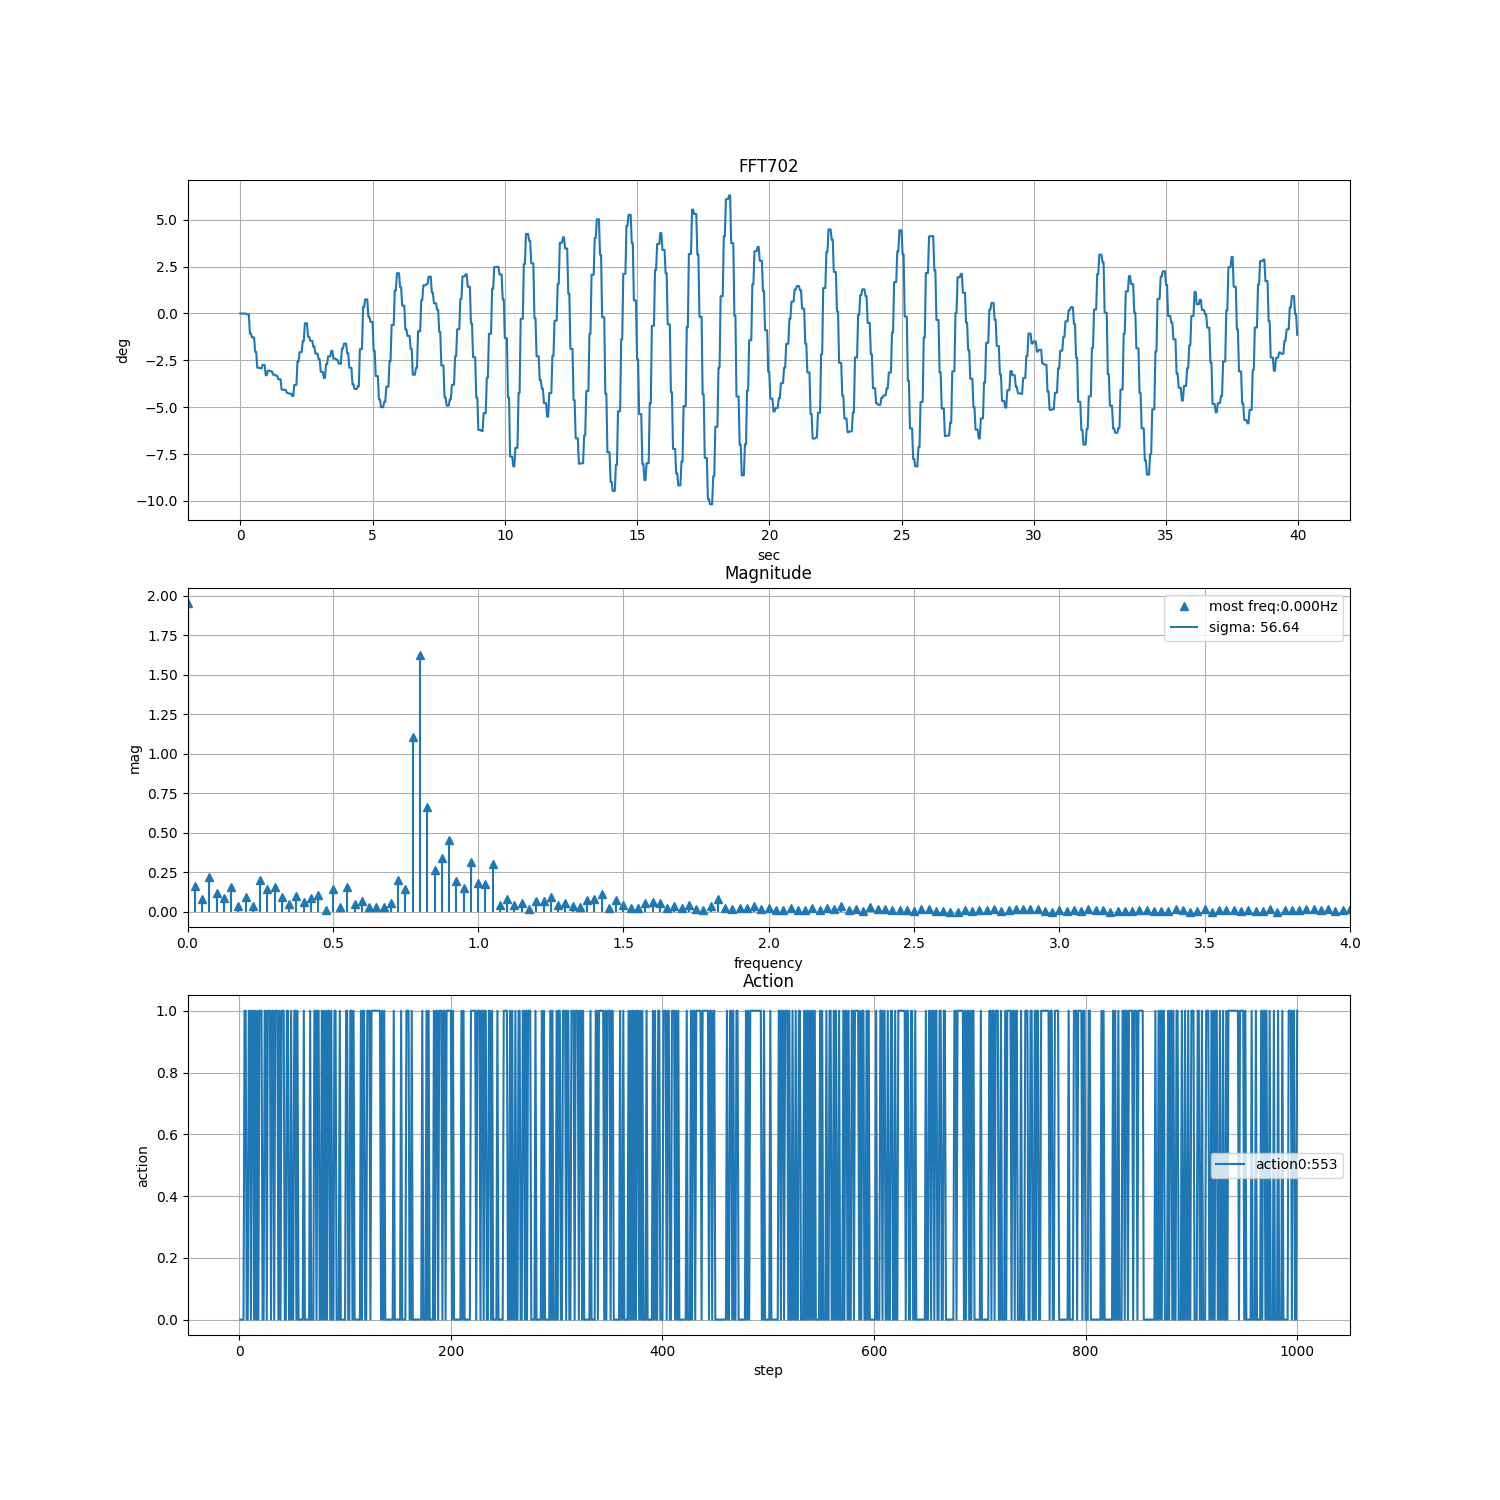 FFT702
5.0
2.5
0.0
−2.5
−5.0
−7.5
−10.0
deg
0 5 10 15 20 25 30 35 40
sec
Magnitude
2.00
1.75
1.50
1.25
1.00
0.75
0.50
0.25
0.00
mag
most freq:0.000Hz
sigma: 56.64
0.0 0.5 1.0 1.5 2.0 2.5 3.0 3.5 4.0
frequency
Action
1.0
0.8
0.6
0.4
0.2
0.0
action
action0:553
0 200 400 600 800 1000
step